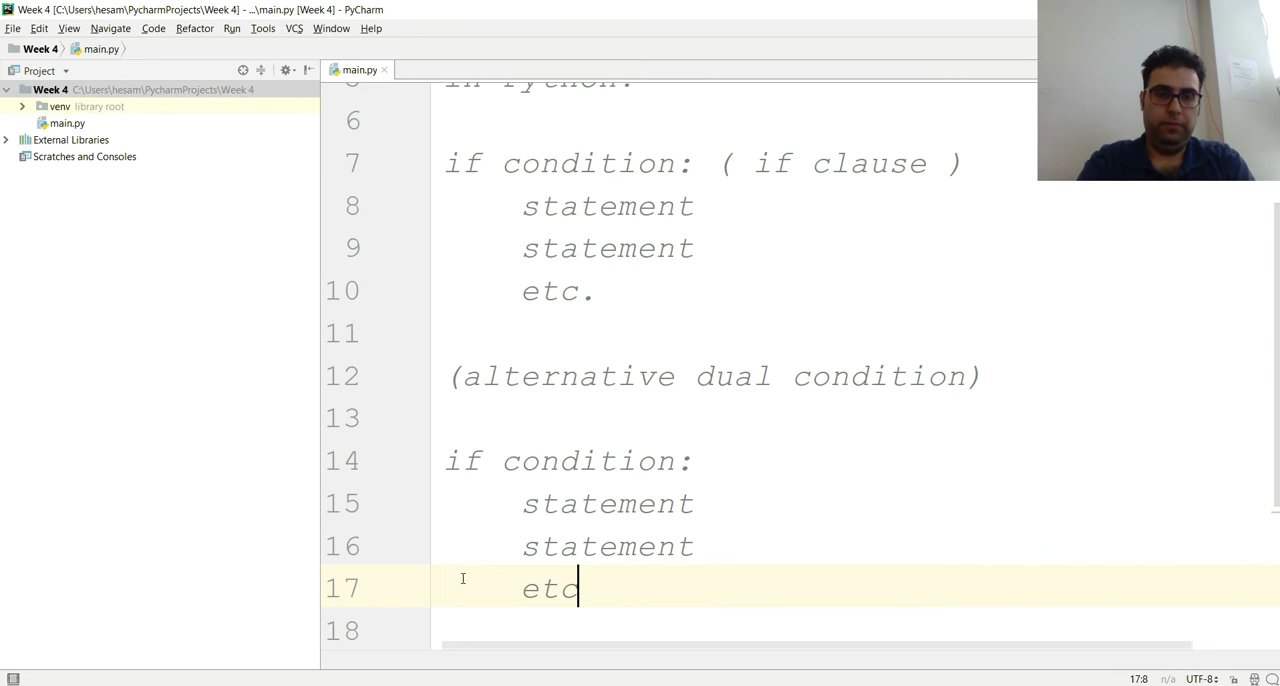 Week 4 [C:\Users\hesam\PycharmProjects\Week 4] - ...\main.py [Week 4] - PyCharm
File Edit View Navigate Code Refactor Run Tools VCS Window Help
Week 4 main.py
Project
main.py
Week 4 C:\Users\hesam\PycharmProjects\Week 4
venv library root
main.py
External Libraries
Scratches and Consoles
5 in Python:
6
7 if condition: ( if clause )
8 statement
9 statement
10 etc.
11
12 (alternative dual condition)
13
14 if condition:
15 statement
16 statement
17 etc
18
17:8 n/a UTF-8